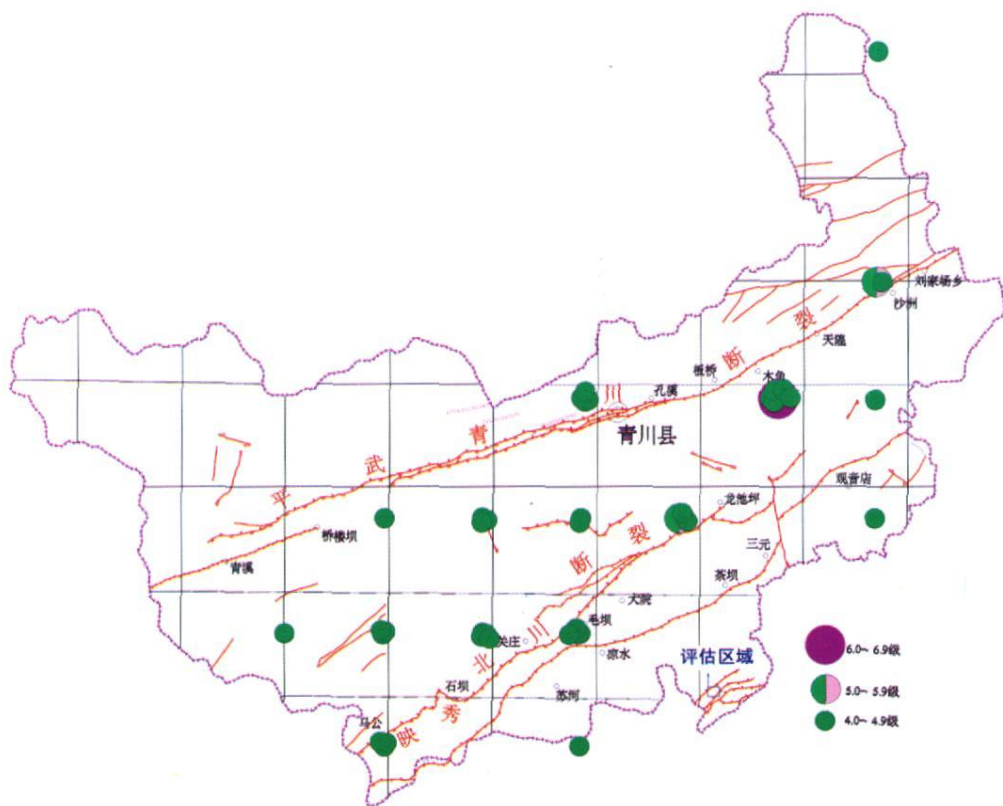 刘家场乡
沙洲
天隍
裂
断
板桥
木鱼
孔溪
川
青川县
青
武
平
观音店
龙池坪
桥楼坝
裂
断
三元
青溪
茶坝
大院
毛坝
关庄
川
凉水
北
评估区域
石坝
苏河
秀
马公
映
6.0~ 6.9级
5.0~ 5.9级
4.0~ 4.9级